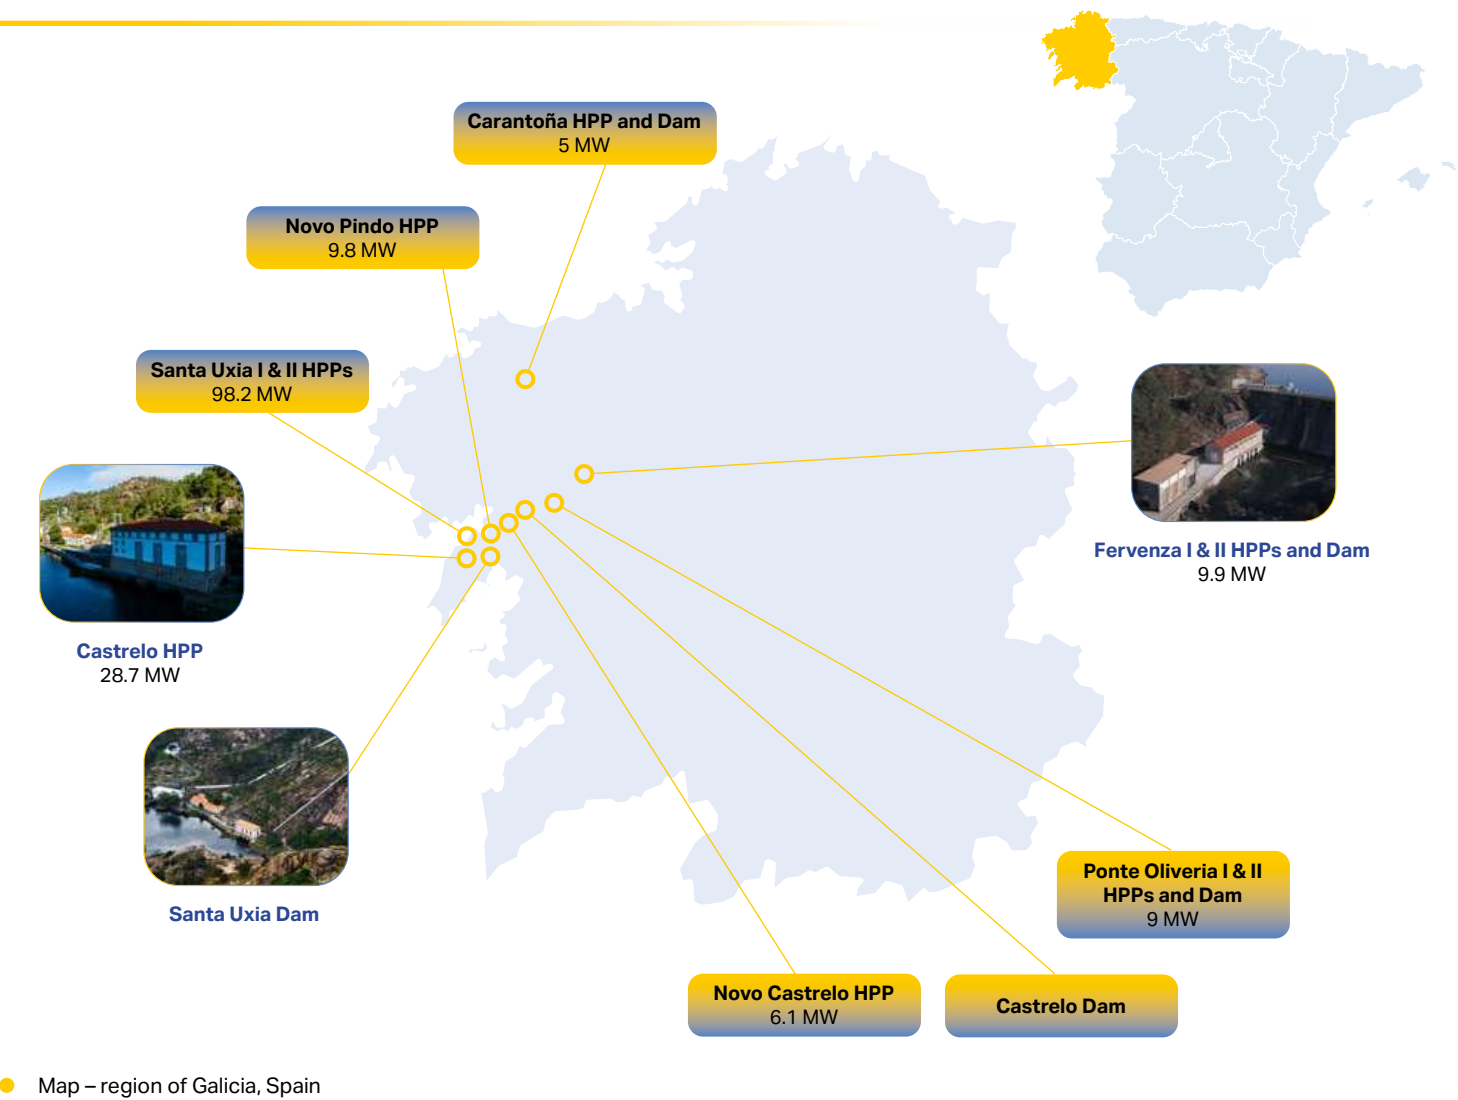 Carantoña HPP and Dam
5 MW
Novo Pindo HPP
9.8 MW
Santa Uxia I & II HPPs
98.2 MW
Castrelo HPP
28.7 MW
Santa Uxia Dam
Fervenza I & II HPPs and Dam
9.9 MW
Ponte Oliveria I & II
HPPs and Dam
9 MW
Novo Castrelo HPP
6.1 MW
Castrelo Dam
Map – region of Galicia, Spain